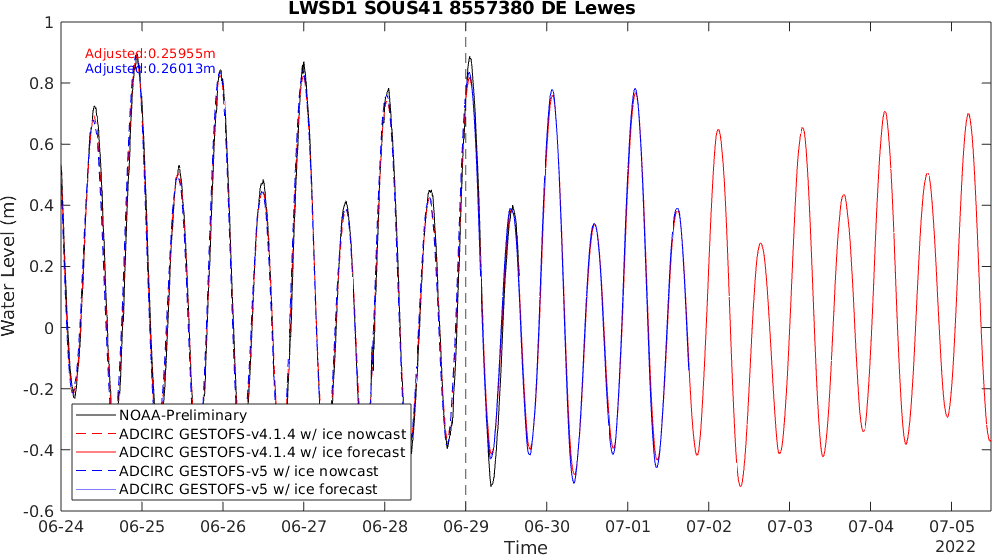 LWSD1 SOUS41 8557380 DE Lewes
Adjusted:0.25955m
Adjusted:0.26013m
Water Level (m)
1
0.8
0.6
0.4
0.2
0
-0.2
-0.4
-0.6
NOAA-Preliminary
ADCIRC GESTOFS-v4.1.4 w/ ice nowcast
ADCIRC GESTOFS-v4.1.4 w/ ice forecast
ADCIRC GESTOFS-v5 w/ ice nowcast
ADCIRC GESTOFS-v5 w/ ice forecast
06-24 06-25 06-26 06-27 06-28 06-29 06-30 07-01 07-02 07-03 07-04 07-05
Time
2022